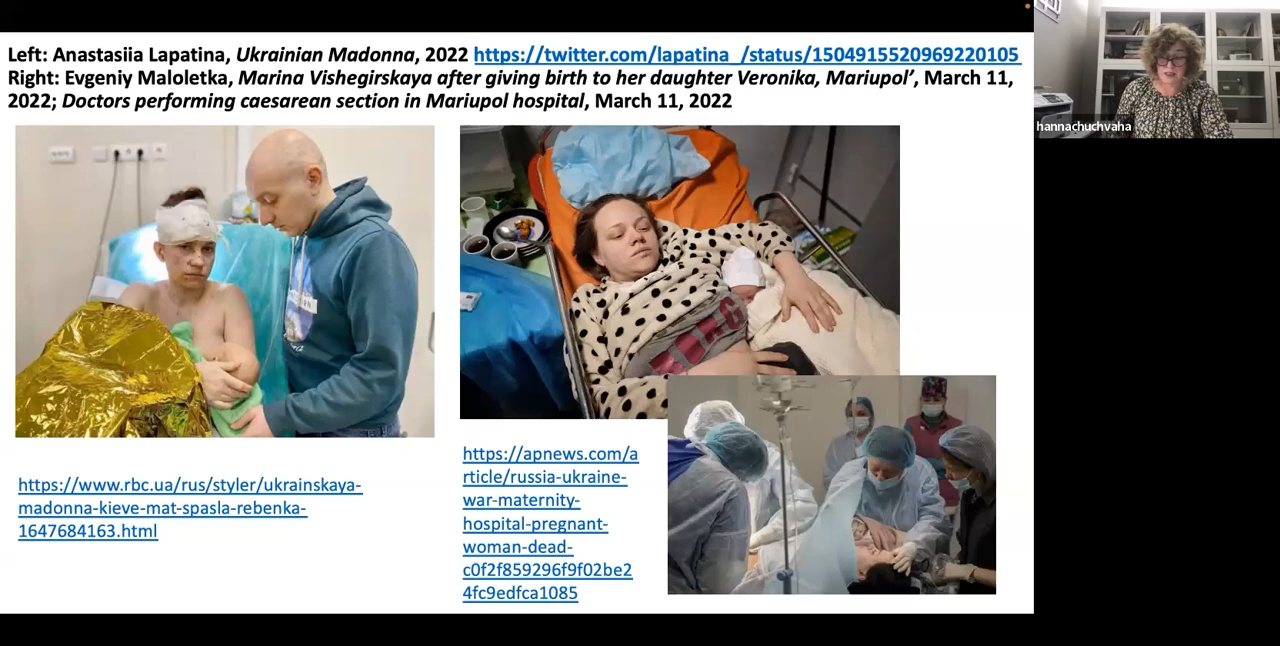 Left: Anastasiia Lapatina, Ukrainian Madonna, 2022 https://twitter.com/lapatina_/status/1504915520969220105
Right: Evgeniy Maloletka, Marina Vishegirskaya after giving birth to her daughter Veronika, Mariupol’, March 11,
2022; Doctors performing caesarean section in Mariupol hospital, March 11, 2022
hannachuchvaha
https://www.rbc.ua/rus/styler/ukrainskaya-
madonna-kieve-mat-spasla-rebenka-
1647684163.html
https://apnews.com/a
rticle/russia-ukraine-
war-maternity-
hospital-pregnant-
woman-dead-
c0f2f859296f9f02be2
4fc9edfca1085